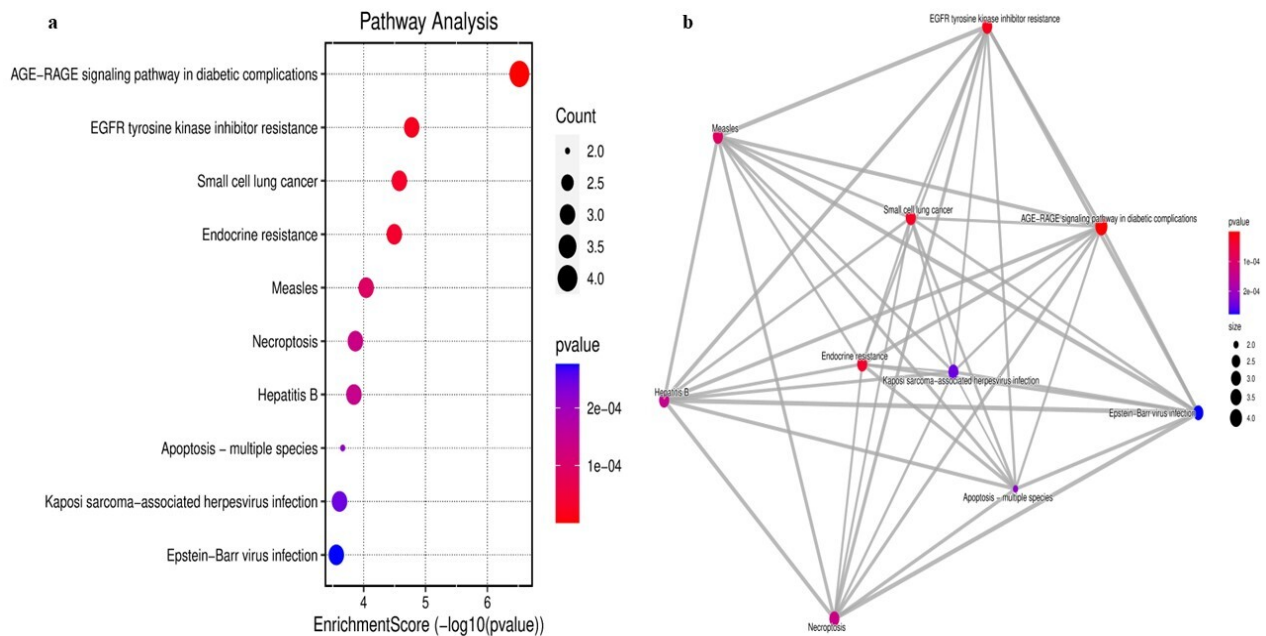 a
Pathway Analysis
AGE−RAGE signaling pathway in diabetic complications
EGFR tyrosine kinase inhibitor resistance
Small cell lung cancer
Endocrine resistance
Measles
Necroptosis
Hepatitis B
Apoptosis − multiple species
Kaposi sarcoma−associated herpesvirus infection
Epstein−Barr virus infection
4 5 6
EnrichmentScore (−log10(pvalue))
Count
2.0
2.5
3.0
3.5
4.0
pvalue
2e−04
1e−04
b
EGFR tyrosine kinase inhibitor resistance
Measles
Small cell lung cancer
AGE−RAGE signaling pathway in diabetic complications
Endocrine resistance
Kaposi sarcoma−associated herpesvirus infection
Hepatitis B
Epstein−Barr virus infection
Apoptosis − multiple species
Necroptosis
pvalue
1e−04
2e−04
size
2.0
2.5
3.0
3.5
4.0